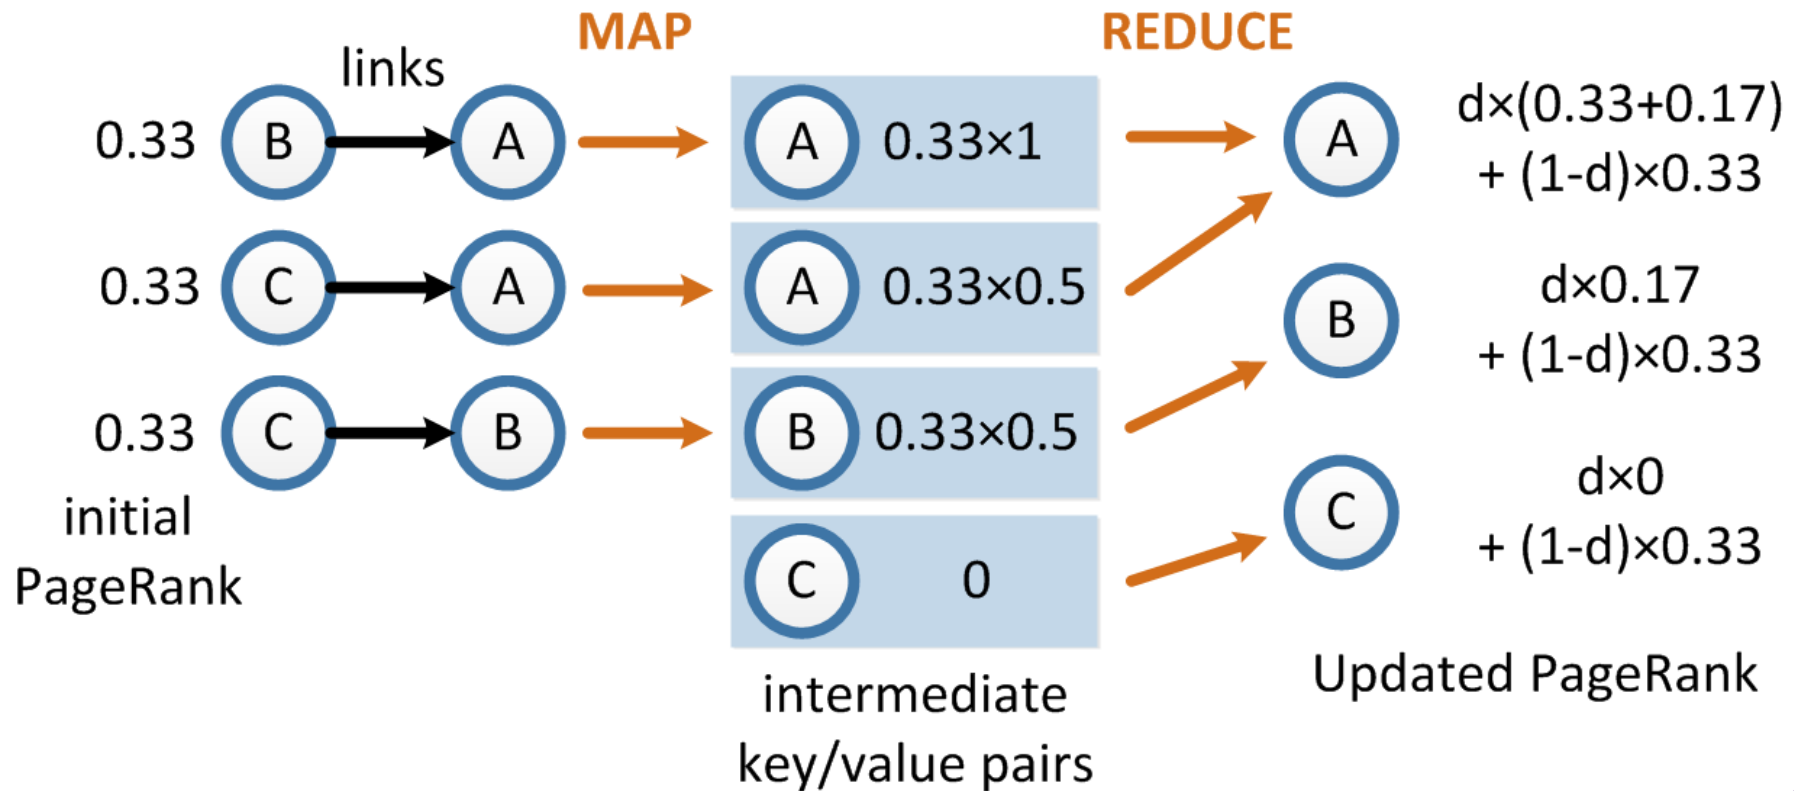 MAP
REDUCE
links
0.33 B A A 0.33×1 A d×(0.33+0.17)
+ (1-d)×0.33
0.33 C A A 0.33×0.5
B d×0.17
+ (1-d)×0.33
0.33 C B B 0.33×0.5
C d×0
+ (1-d)×0.33
initial
PageRank
C 0
Updated PageRank
intermediate
key/value pairs